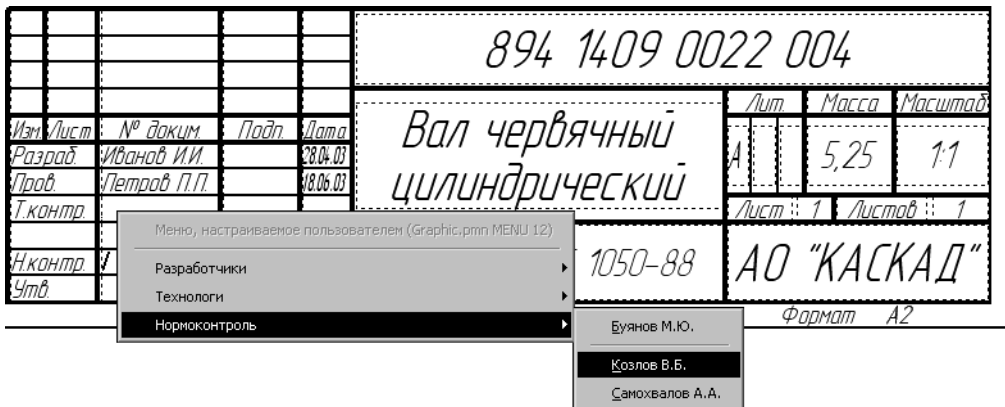 894 1409 0022 004
Лит. Масса Масштаб
Изм. Лист № докум. Подп. Дата
Вал червячный
цилиндрический
Разраб. Иванов И.И. 28.04.03
А 5,25 1:1
Пров. Петров П.П. 18.06.03
Т.контр.
Лист 1 Листов 1
Меню, настраиваемое пользователем (Graphic.pmn MENU 12)
Н.контр.
1050-88
АО "КАСКАД"
Утв.
Разработчики
Технологи
Нормоконтроль
Формат А2
Буянов М.Ю.
Козлов В.Б.
Самохвалов А.А.